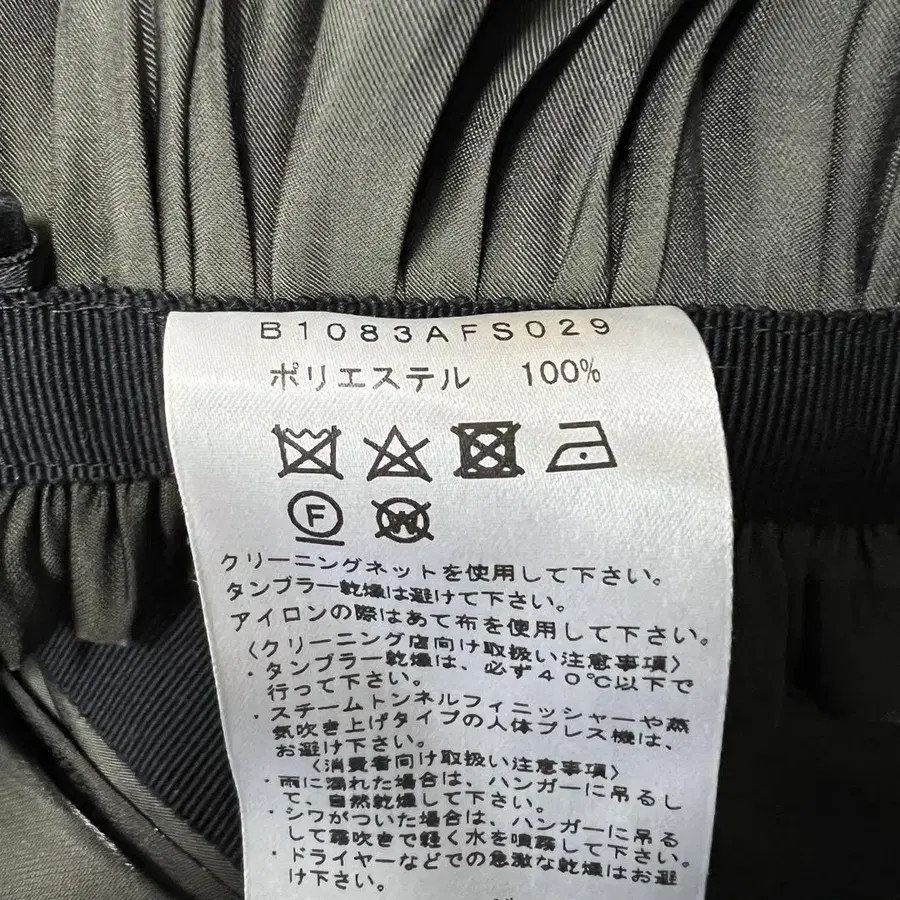 B1083AFS029
ポリエステル 100%
F
W
クリーニングネットを使用して下さい。
タンブラー乾燥は避けて下さい。
アイロンの際はあて布を使用して下さい。
〈クリーニング店向け取扱い注意事項〉
・タンブラー乾燥は、必ず40℃以下で
行って下さい。
・スチームトンネルフィニッシャーや蒸
気吹き上げタイプの人体プレス機は、
お避け下さい。
〈消費者向け取扱い注意事項〉
・雨に濡れた場合は、ハンガーに吊るし
て、自然乾燥して下さい。
・シワがついた場合は、ハンガーに吊る
して霧吹きで軽く水を噴霧して下さい。
・ドライヤーなどでの急激な乾燥はお避
け下さい。